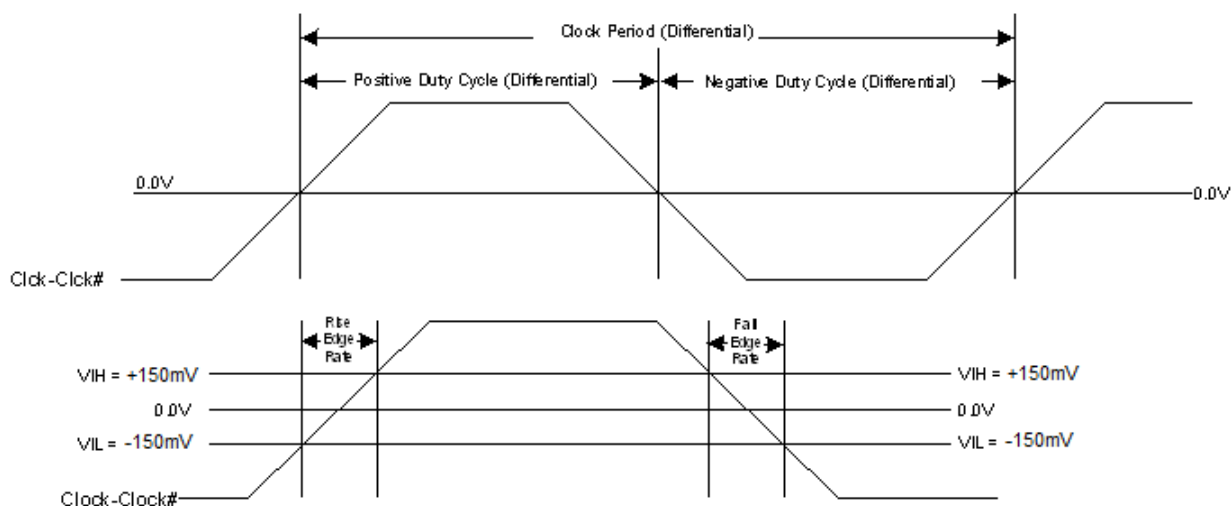 Clock Period (Differential)
Positive Duty Cycle (Differential)
Negative Duty Cycle (Differential)
0.0V
0.0V
Clck-Clck#
Rise
Edge
Rate
Fall
Edge
Rate
VIH = +150mV
VIH = +150mV
0.0V
0.0V
VIL = -150mV
VIL = -150mV
Clock-Clock#